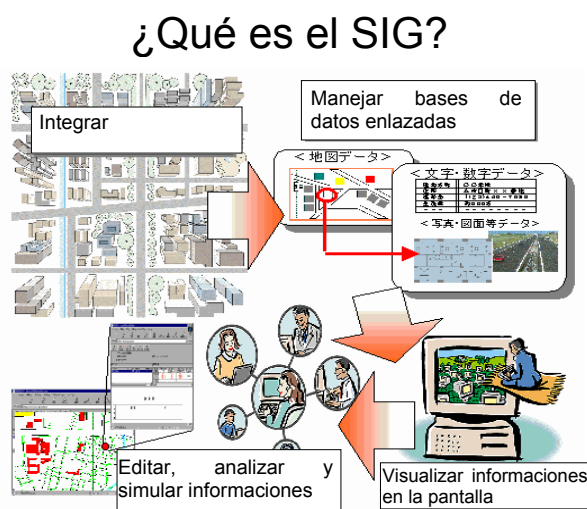 ¿Qué es el SIG?
Integrar
Manejar bases de
datos enlazadas
<地図データ>
<文字・数字データ>
<写真・図面等データ>
Editar, analizar y
simular informaciones
Visualizar informaciones
en la pantalla